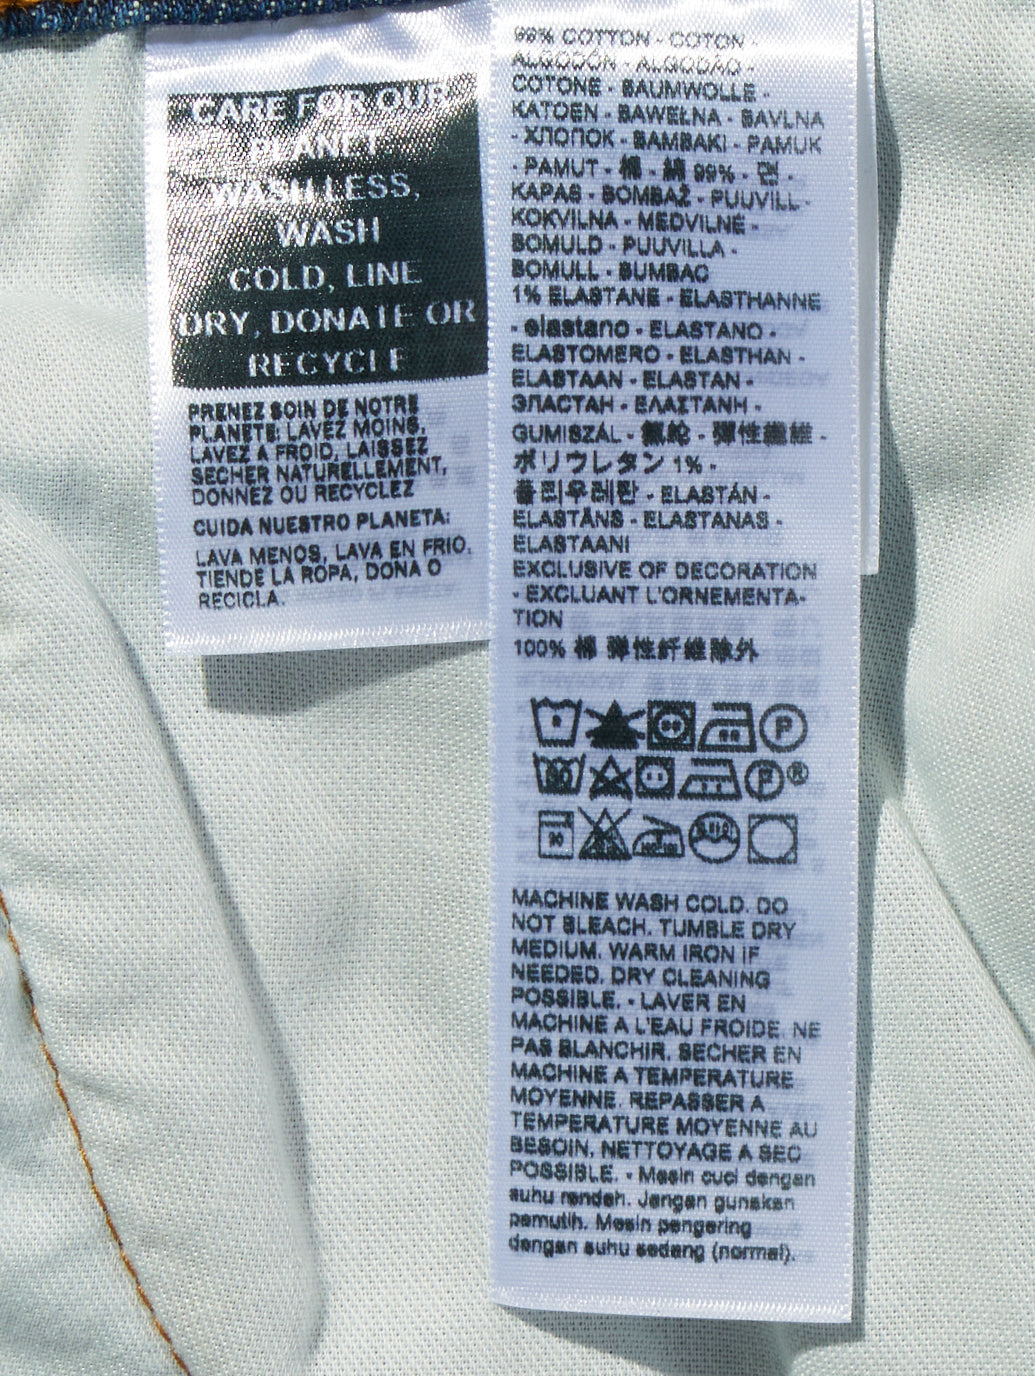 CARE FOR OUR
PLANET
WASH LESS,
WASH
COLD, LINE
DRY, DONATE OR
RECYCLE
PRENEZ SOIN DE NOTRE
PLANETE: LAVEZ MOINS,
LAVEZ A FROID, LAISSEZ
SECHER NATURELLEMENT,
DONNEZ OU RECYCLEZ
CUIDA NUESTRO PLANETA:
LAVA MENOS, LAVA EN FRIO,
TIENDE LA ROPA, DONA O
RECICLA.
99% COTTON - COTON -
ALGODÓN - ALGODÃO -
COTONE - BAUMWOLLE -
KATOEN - BAWEŁNA - BAVLNA
- ХЛОПОК - BAMBAKI - PAMUK
- PAMUT - 棉 - 綿 99% - 면 -
KAPAS - BOMBAŽ - PUUVILL -
KOKVILNA - MEDVILNĖ -
BOMULD - PUUVILLA -
BOMULL - BUMBAC
1% ELASTANE - ELASTHANNE
- elastano - ELASTANO -
ELASTOMERO - ELASTHAN -
ELASTAAN - ELASTAN -
ЭЛАСТАН - ΕΛΑΣΤΑΝΗ -
GUMISZÁL - 氨綸 - 彈性纖維 -
ポリウレタン 1% -
폴리우레탄 - ELASTÁN -
ELASTĀNS - ELASTANAS -
ELASTAANI
EXCLUSIVE OF DECORATION
- EXCLUANT L'ORNEMENTA-
TION
100% 棉 弹性纤维除外
P
P ®
MACHINE WASH COLD. DO
NOT BLEACH. TUMBLE DRY
MEDIUM. WARM IRON IF
NEEDED. DRY CLEANING
POSSIBLE. - LAVER EN
MACHINE A L'EAU FROIDE. NE
PAS BLANCHIR. SECHER EN
MACHINE A TEMPERATURE
MOYENNE. REPASSER A
TEMPERATURE MOYENNE AU
BESOIN. NETTOYAGE A SEC
POSSIBLE. - Mesin cuci dengan
suhu rendah. Jangan gunakan
pemutih. Mesin pengering
dengan suhu sedang (normal).